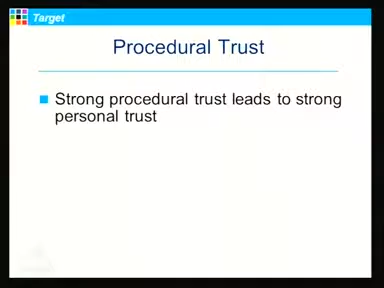 Target
Procedural Trust
Strong procedural trust leads to strong
personal trust